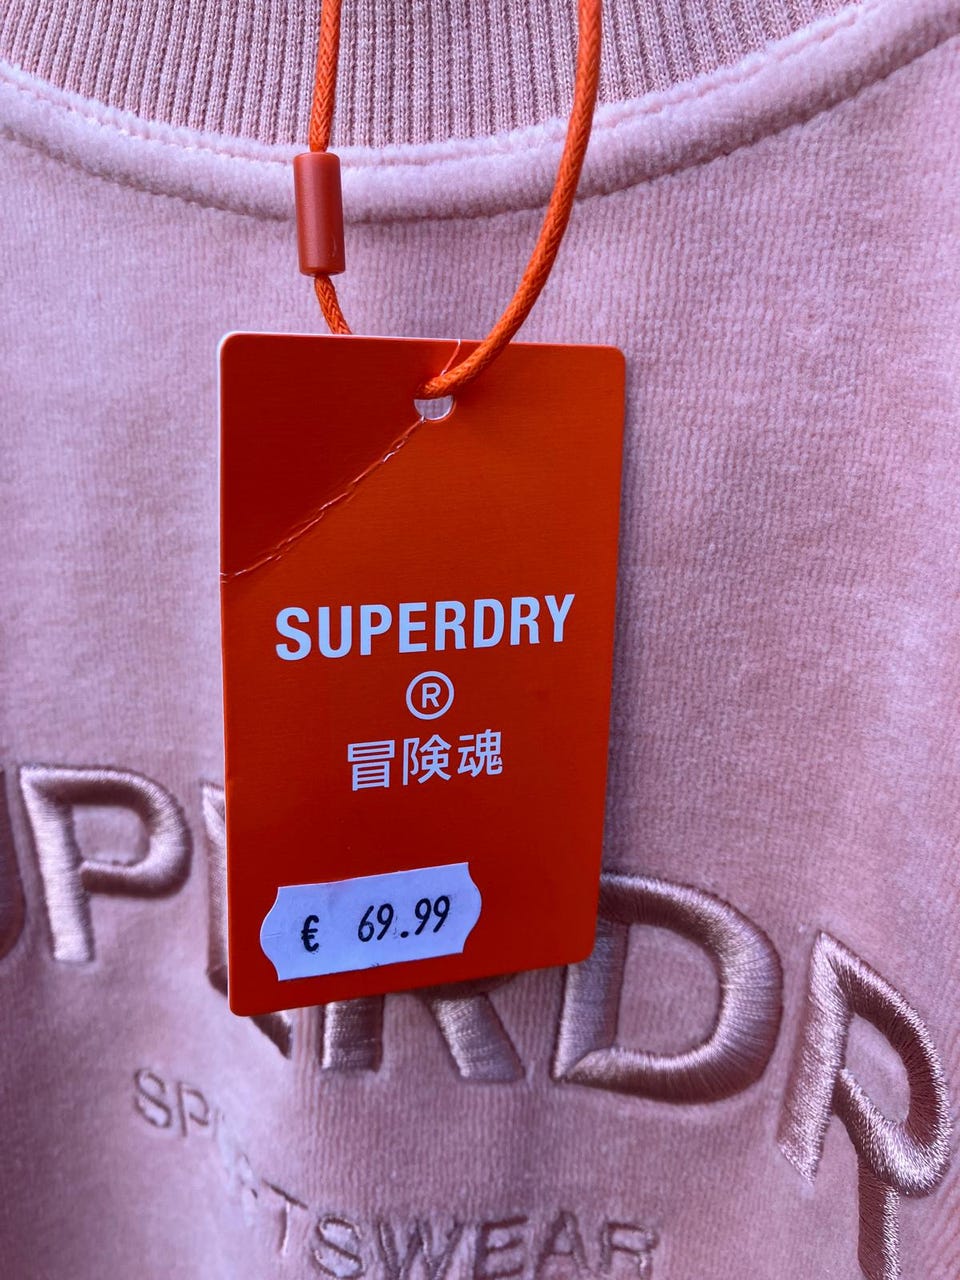 SUPERDRY
®
冒険魂
€ 69.99
SPORTSWEAR